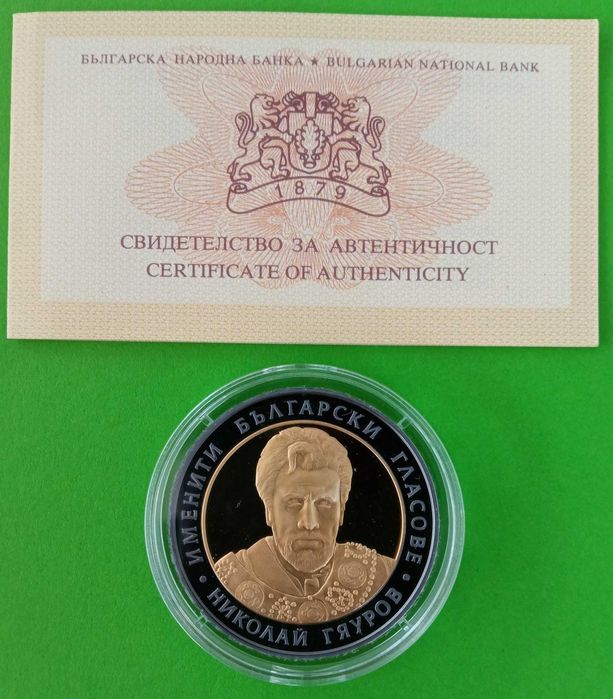 БЪЛГАРСКА НАРОДНА БАНКА ★ BULGARIAN NATIONAL BANK
1879
СВИДЕТЕЛСТВО ЗА АВТЕНТИЧНОСТ
CERTIFICATE OF AUTHENTICITY
ИМЕНИТИ БЪЛГАРСКИ ГЛАСОВЕ
• НИКОЛАЙ ГЯУРОВ •